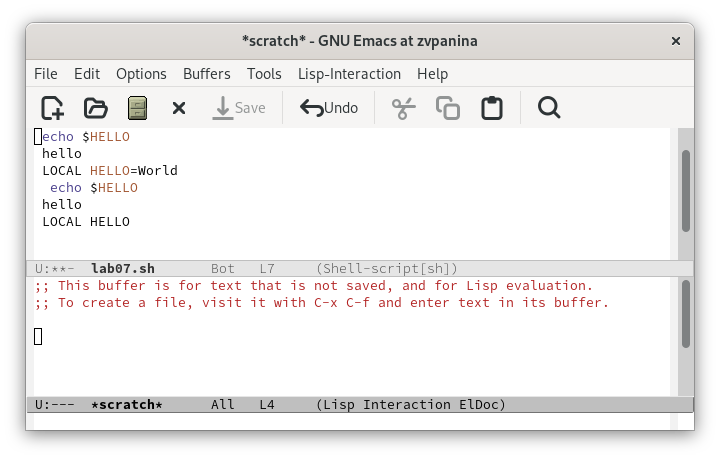 *scratch* - GNU Emacs at zvpanina
File Edit Options Buffers Tools Lisp-Interaction Help
Save Undo
echo $HELLO
hello
LOCAL HELLO=World
echo $HELLO
hello
LOCAL HELLO
U:**- lab07.sh Bot L7 (Shell-script[sh])
;; This buffer is for text that is not saved, and for Lisp evaluation.
;; To create a file, visit it with C-x C-f and enter text in its buffer.
U:--- *scratch* All L4 (Lisp Interaction ElDoc)